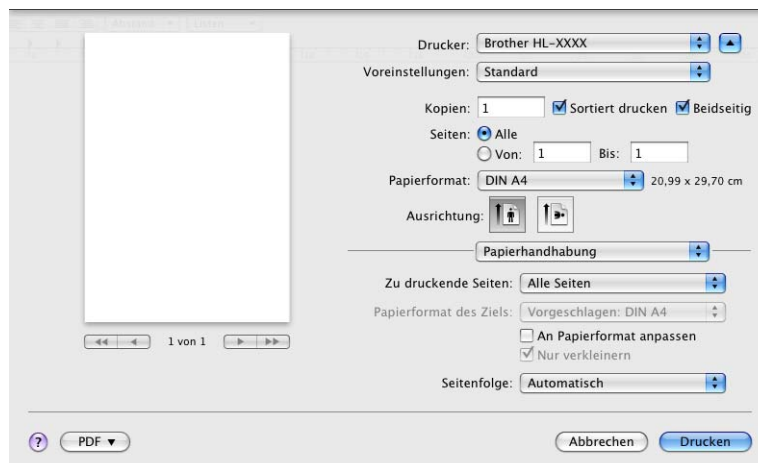 Drucker: Brother HL-XXXX
Voreinstellungen: Standard
Kopien: 1 Sortiert drucken Beidseitig
Seiten: Alle
Von: 1 Bis: 1
Papierformat: DIN A4 20,99 x 29,70 cm
Ausrichtung:
Papierhandhabung
Zu druckende Seiten: Alle Seiten
Papierformat des Ziels: Vorgeschlagen: DIN A4
An Papierformat anpassen
Nur verkleinern
1 von 1
Seitenfolge: Automatisch
? PDF Abbrechen Drucken